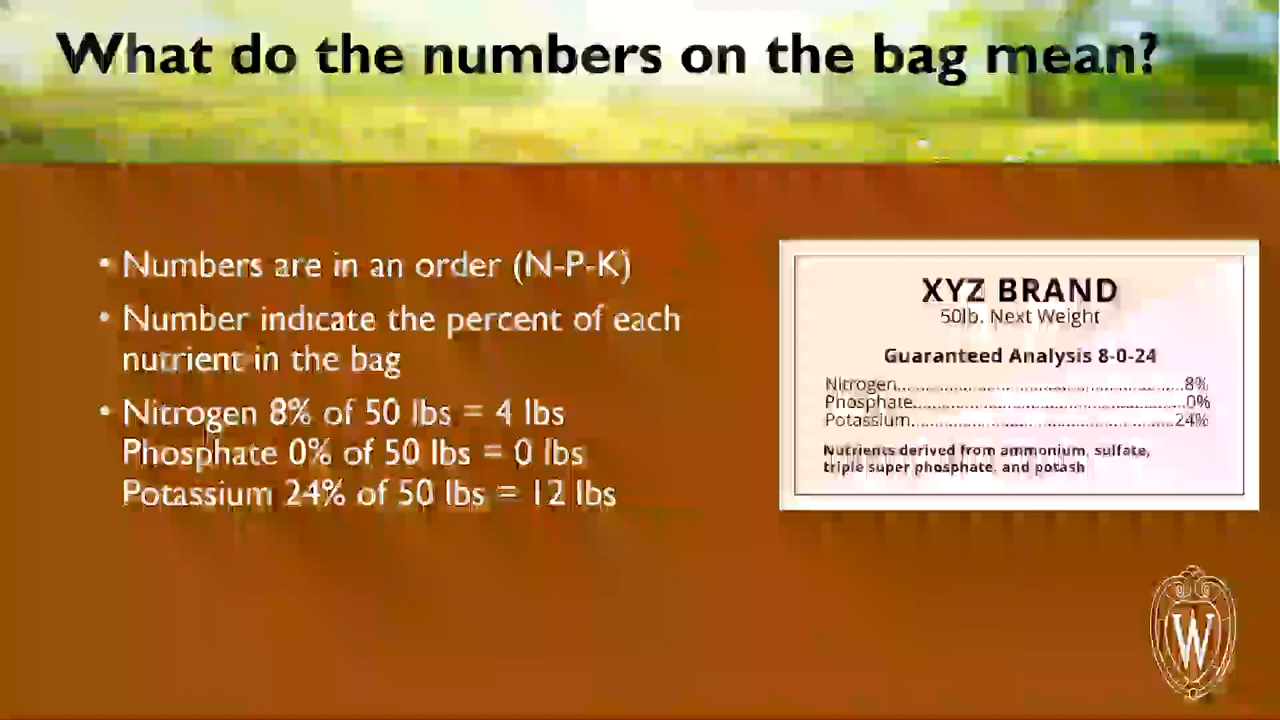 What do the numbers on the bag mean?
• Numbers are in an order (N-P-K)
• Number indicate the percent of each
nutrient in the bag
• Nitrogen 8% of 50 lbs = 4 lbs
Phosphate 0% of 50 lbs = 0 lbs
Potassium 24% of 50 lbs = 12 lbs
XYZ BRAND
50lb. Next Weight
Guaranteed Analysis 8-0-24
Nitrogen........................................8%
Phosphate........................................0%
Potassium........................................24%
Nutrients derived from ammonium, sulfate,
triple super phosphate, and potash
W